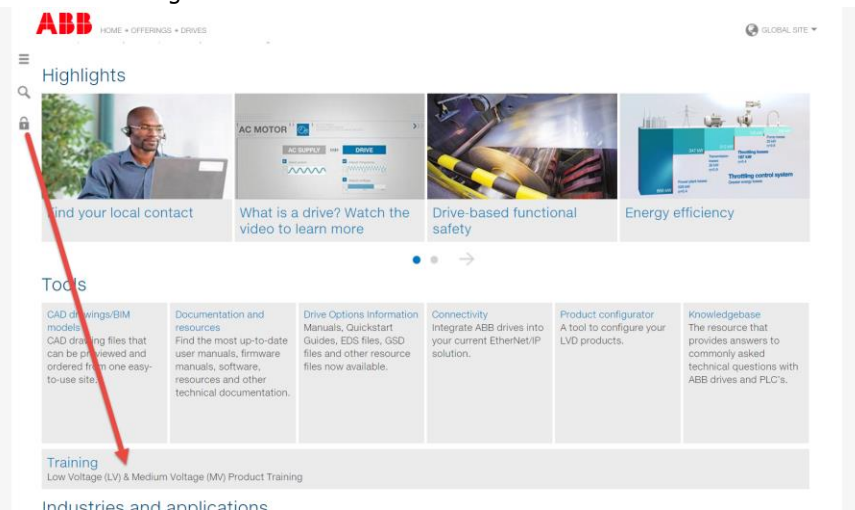 ABB HOME • OFFERINGS • DRIVES
GLOBAL SITE
Highlights
AC MOTOR
AC SUPPLY
DRIVE
Throttling control system
Find your local contact
What is a drive? Watch the
video to learn more
Drive-based functional
safety
Energy efficiency
Tools
CAD drawings/BIM
models
CAD drawing files that
can be previewed and
ordered from one easy-
to-use site.
Documentation and
resources
Find the most up-to-date
user manuals, firmware
manuals, software,
resources and other
technical documentation.
Drive Options Information
Manuals, Quickstart
Guides, EDS files, GSD
files and other resource
files now available.
Connectivity
Integrate ABB drives into
your current EtherNet/IP
solution.
Product configurator
A tool to configure your
LVD products.
Knowledgebase
The resource that
provides answers to
commonly asked
technical questions with
ABB drives and PLC's.
Training
Low Voltage (LV) & Medium Voltage (MV) Product Training
Industries and applications